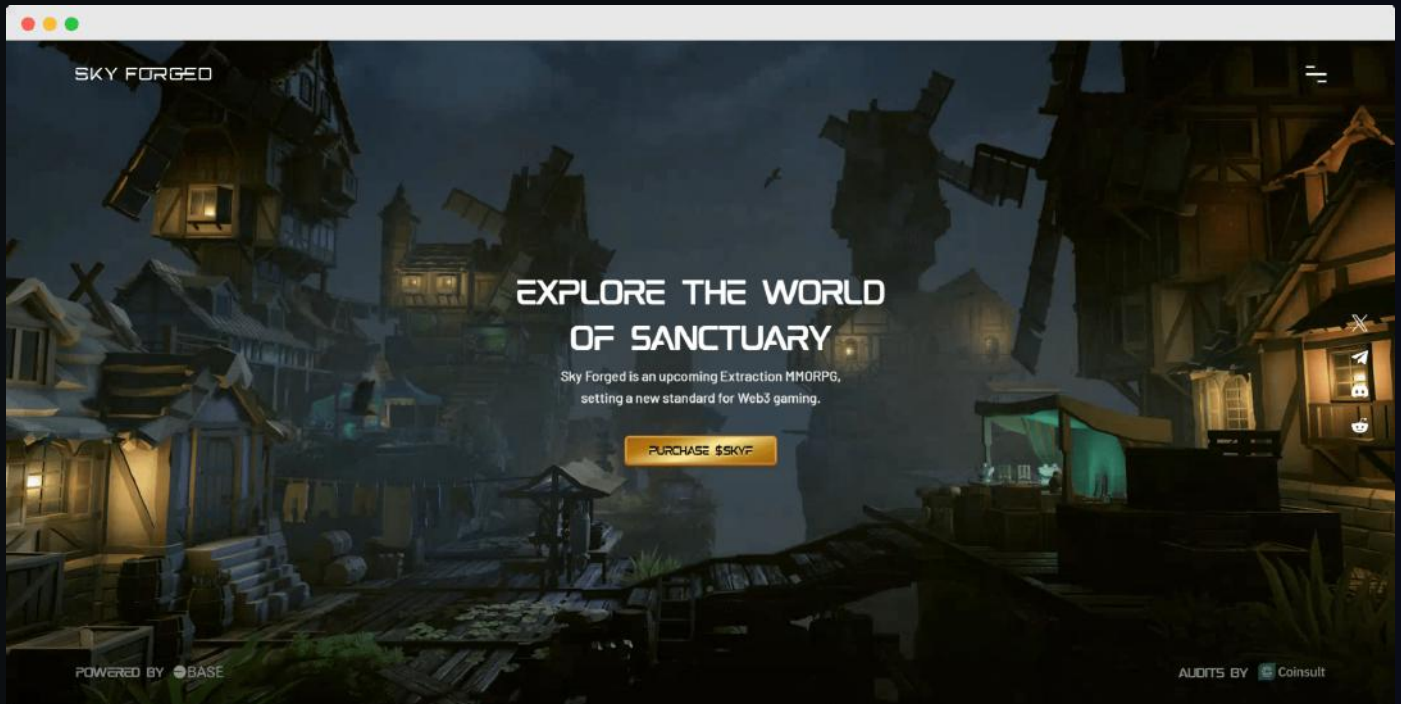 SKY FORGED
EXPLORE THE WORLD
OF SANCTUARY
Sky Forged is an upcoming Extraction MMORPG,
setting a new standard for Web3 gaming.
PURCHASE $SKYF
POWERED BY BASE
AUDITS BY Coinsult